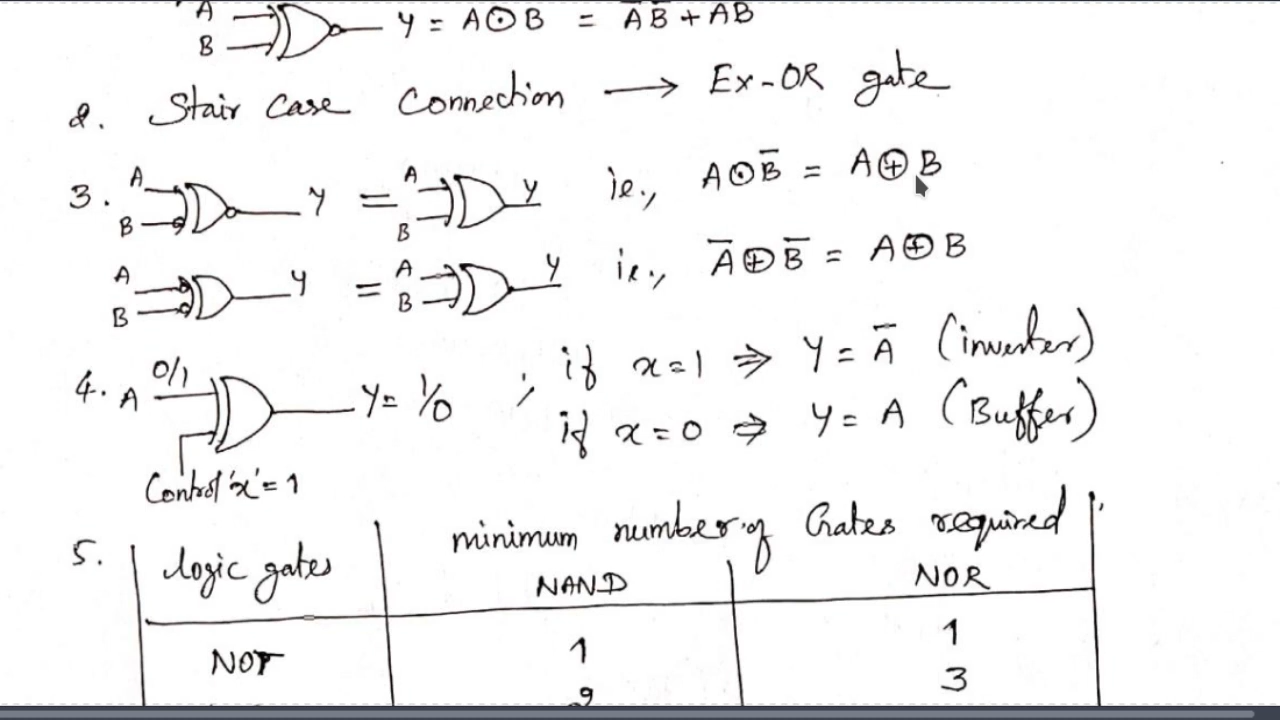 A
B
Y = A⊙B = A̅B̅ + AB
2. Stair case connection → Ex-OR gate
3. A B Y = A B Y ie., A⊙B̅ = A⊕B
A B Y = A B Y ie., A̅⊕B̅ = A⊕B
4. A 0/1 Y = 1/0 ; if x=1 ⇒ Y = A̅ (inverter)
if x=0 ⇒ Y = A (Buffer)
Control 'x' = 1
5. logic gates minimum number of Gates required
NAND NOR
NOT 1 1
2 3